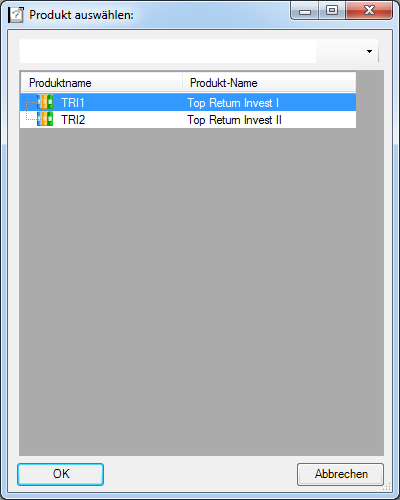 Produkt auswählen:
Produktname Produkt-Name
TRI1 Top Return Invest I
TRI2 Top Return Invest II
OK Abbrechen